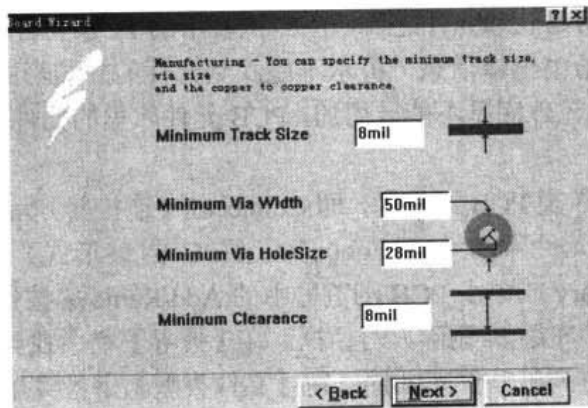 Board Wizard
Manufacturing - You can specify the minimum track size,
via size
and the copper to copper clearance.
Minimum Track Size 8mil
Minimum Via Width 50mil
Minimum Via HoleSize 28mil
Minimum Clearance 8mil
< Back Next > Cancel